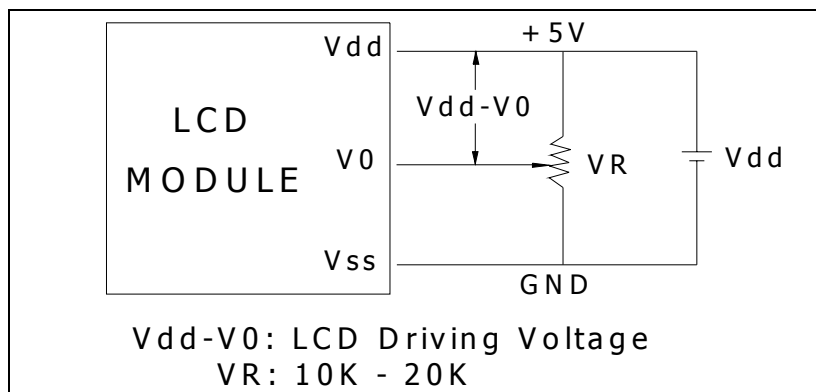 Vdd
+5V
Vdd-V0
LCD
MODULE
V0
VR
Vdd
Vss
GND
Vdd-V0: LCD Driving Voltage
VR: 10K - 20K